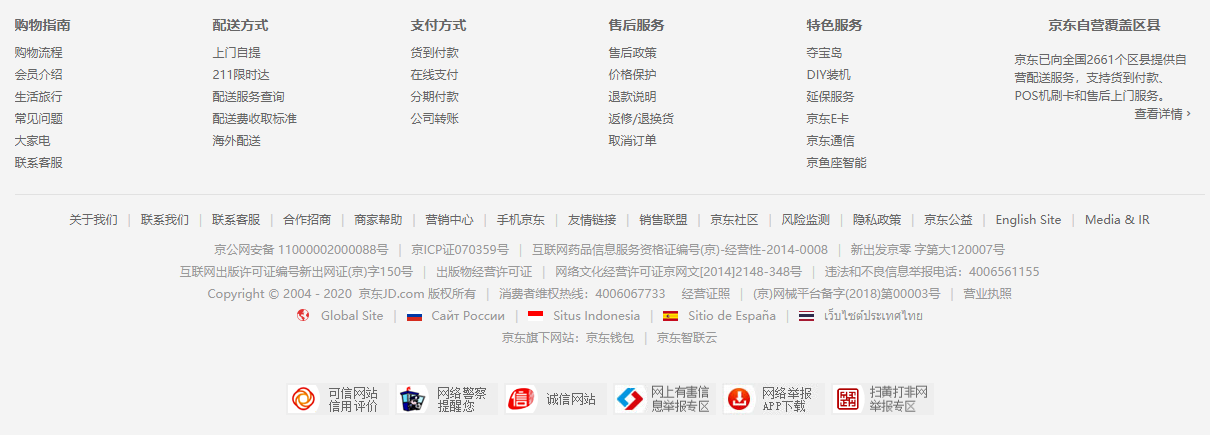 购物指南
购物流程
会员介绍
生活旅行
常见问题
大家电
联系客服
配送方式
上门自提
211限时达
配送服务查询
配送费收取标准
海外配送
支付方式
货到付款
在线支付
分期付款
公司转账
售后服务
售后政策
价格保护
退款说明
返修/退换货
取消订单
特色服务
夺宝岛
DIY装机
延保服务
京东E卡
京东通信
京鱼座智能
京东自营覆盖区县
京东已向全国2661个区县提供自
营配送服务，支持货到付款、
POS机刷卡和售后上门服务。
查看详情 ›
关于我们 | 联系我们 | 联系客服 | 合作招商 | 商家帮助 | 营销中心 | 手机京东 | 友情链接 | 销售联盟 | 京东社区 | 风险监测 | 隐私政策 | 京东公益 | English Site | Media & IR
京公网安备 11000002000088号 | 京ICP证070359号 | 互联网药品信息服务资格证编号(京)-经营性-2014-0008 | 新出发京零 字第大120007号
互联网出版许可证编号新出网证(京)字150号 | 出版物经营许可证 | 网络文化经营许可证京网文[2014]2148-348号 | 违法和不良信息举报电话：4006561155
Copyright © 2004 - 2020 京东JD.com 版权所有 | 消费者维权热线：4006067733 经营证照 | (京)网械平台备字(2018)第00003号 | 营业执照
Global Site | Сайт России | Situs Indonesia | Sitio de España | เว็บไซต์ประเทศไทย
京东旗下网站：京东钱包 | 京东智联云
可信网站
信用评价
网络警察
提醒您
诚信网站
网上有害信
息举报专区
网络举报
APP下载
扫黄打非网
举报专区